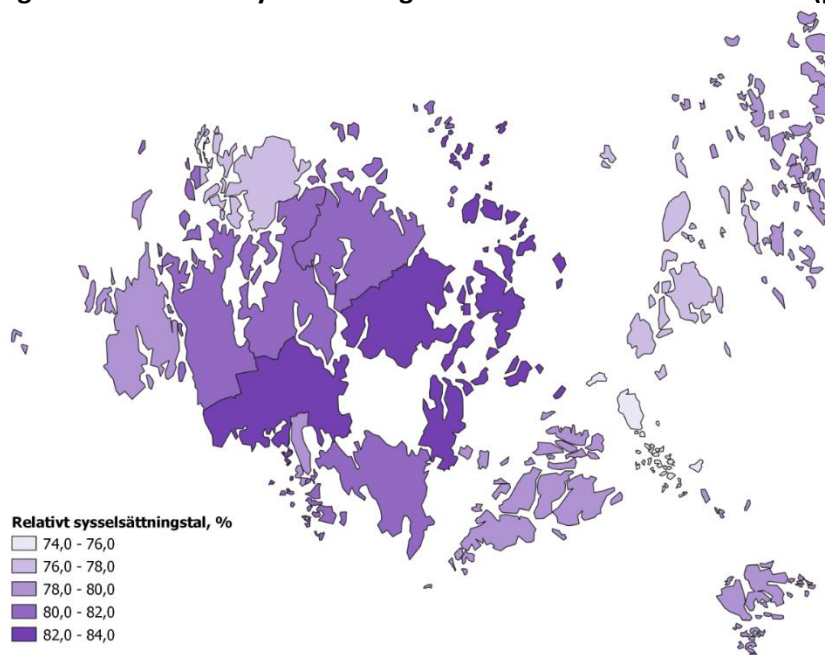 Relativt sysselsättningstal, %
74,0 - 76,0
76,0 - 78,0
78,0 - 80,0
80,0 - 82,0
82,0 - 84,0